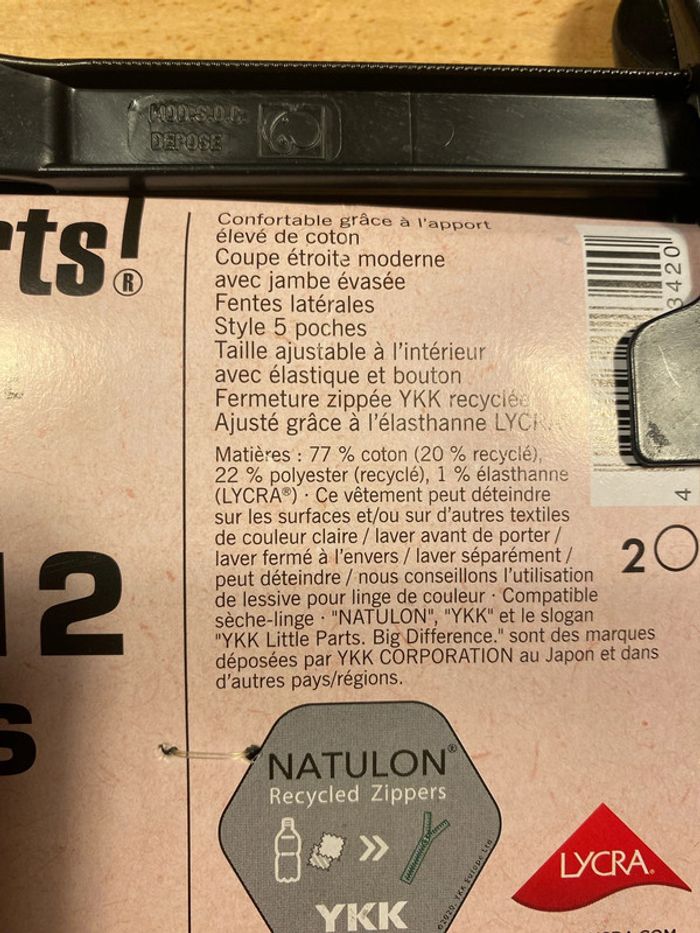 MOD.S.G.
DEPOSE
rts!®
Confortable grâce à l'apport
élevé de coton
Coupe étroite moderne
avec jambe évasée
Fentes latérales
Style 5 poches
Taille ajustable à l'intérieur
avec élastique et bouton
Fermeture zippée YKK recyclée
Ajusté grâce à l'élasthanne LYCRA
Matières : 77 % coton (20 % recyclé),
22 % polyester (recyclé), 1 % élasthanne
(LYCRA®) · Ce vêtement peut déteindre
sur les surfaces et/ou sur d'autres textiles
de couleur claire / laver avant de porter /
laver fermé à l'envers / laver séparément /
peut déteindre / nous conseillons l'utilisation
de lessive pour linge de couleur · Compatible
sèche-linge · "NATULON", "YKK" et le slogan
"YKK Little Parts. Big Difference." sont des marques
déposées par YKK CORPORATION au Japon et dans
d'autres pays/régions.
3420
4
20
12
s
NATULON®
Recycled Zippers
YKK
©2020, YKK Europe Ltd
LYCRA®